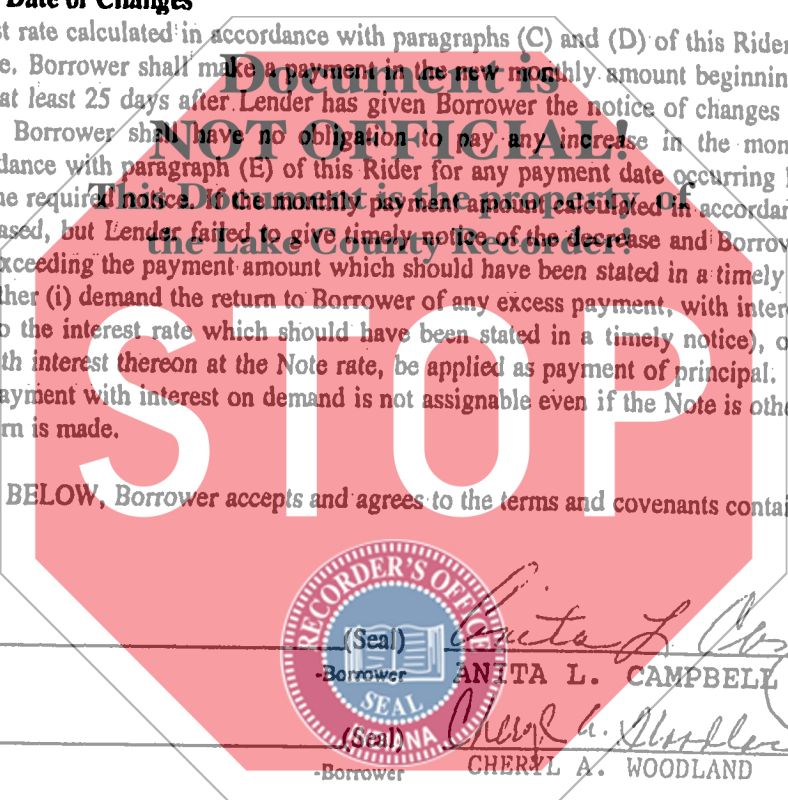 Date of Changes
st rate calculated in accordance with paragraphs (C) and (D) of this Rider
e. Borrower shall make a payment in the new monthly amount beginnin
Document is
at least 25 days after Lender has given Borrower the notice of changes
Borrower shall have no obligation to pay any increase in the mon
NOT OFFICIAL!
dance with paragraph (E) of this Rider for any payment date occurring
ne required notice. If the monthly payment amount calculated in accordan
This Document is the property of
ased, but Lender failed to give timely notice of the decrease and Borrow
the Lake County Recorder!
xceeding the payment amount which should have been stated in a timely
ther (i) demand the return to Borrower of any excess payment, with inter
o the interest rate which should have been stated in a timely notice), o
th interest thereon at the Note rate, be applied as payment of principal.
STOP
ayment with interest on demand is not assignable even if the Note is othe
rn is made.
BELOW, Borrower accepts and agrees to the terms and covenants contai
RECORDER'S OFFICE
SEAL
(Seal)
-Borrower
Anita L.
ANITA L. CAMPBELL
(Seal)
-Borrower
Cheryl A. Woodland
CHERYL A. WOODLAND